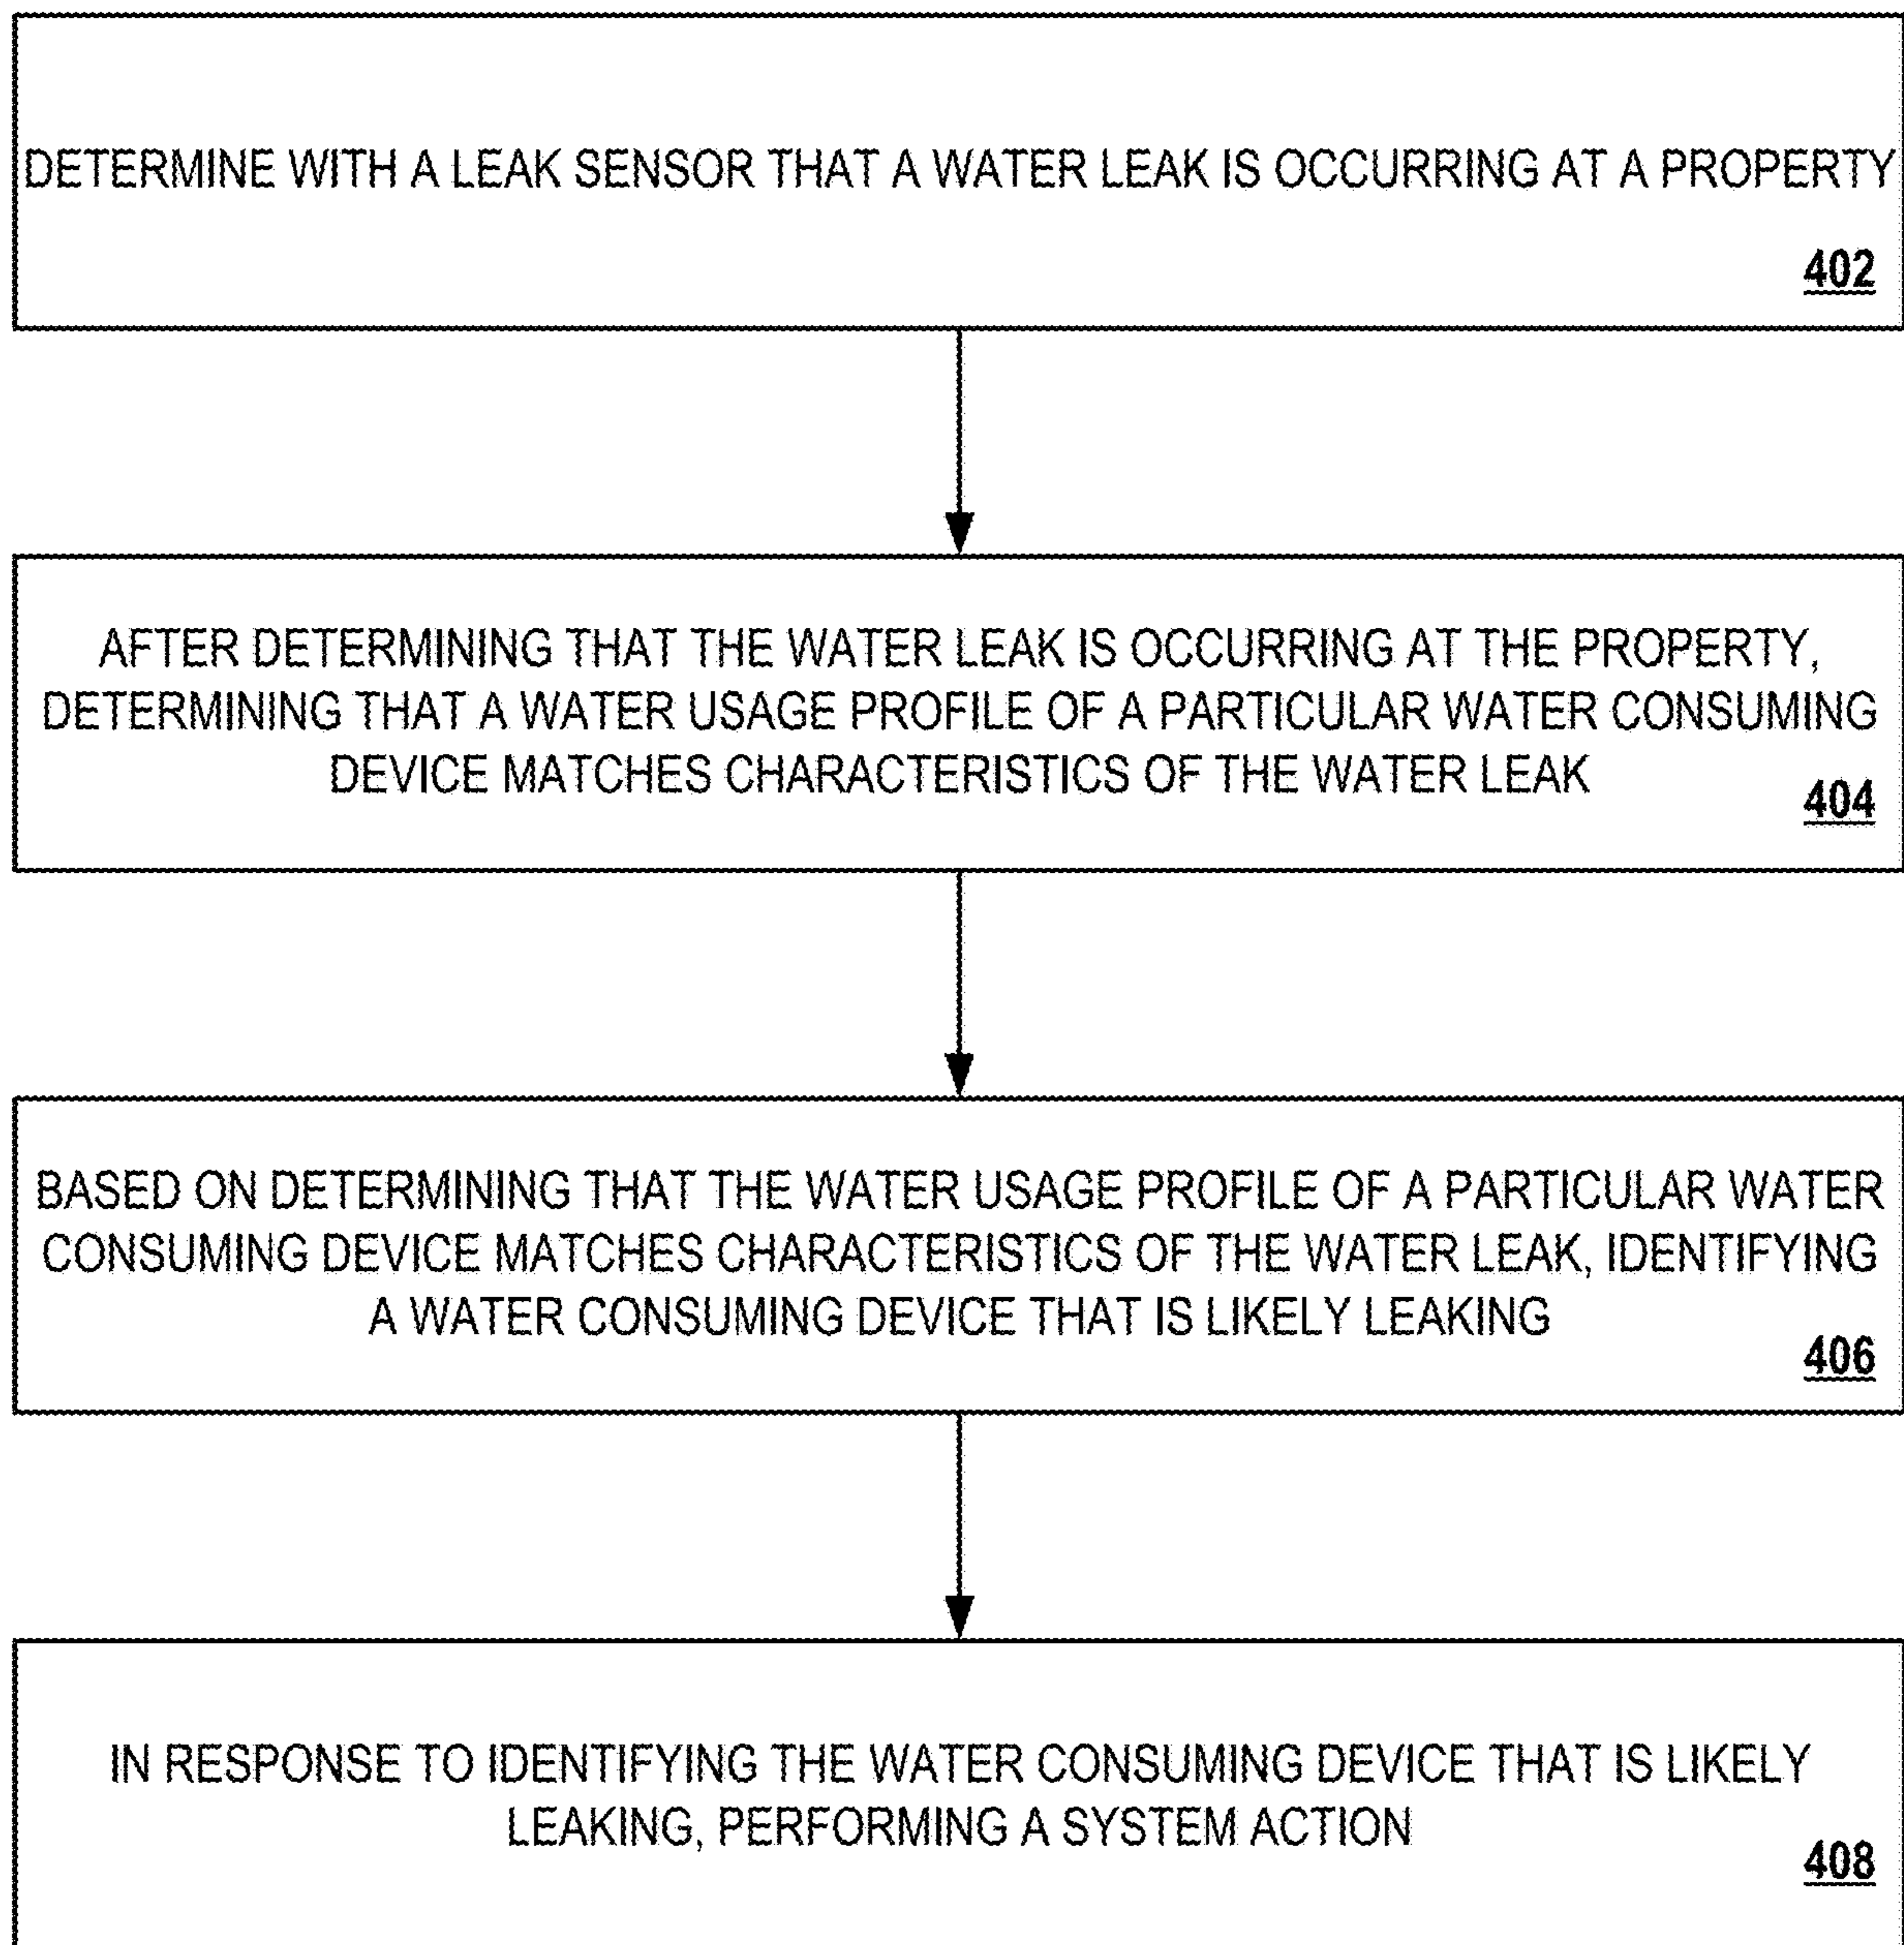 DETERMINE WITH A LEAK SENSOR THAT A WATER LEAK IS OCCURRING AT A PROPERTY
402
AFTER DETERMINING THAT THE WATER LEAK IS OCCURRING AT THE PROPERTY,
DETERMINING THAT A WATER USAGE PROFILE OF A PARTICULAR WATER CONSUMING
DEVICE MATCHES CHARACTERISTICS OF THE WATER LEAK
404
BASED ON DETERMINING THAT THE WATER USAGE PROFILE OF A PARTICULAR WATER
CONSUMING DEVICE MATCHES CHARACTERISTICS OF THE WATER LEAK, IDENTIFYING
A WATER CONSUMING DEVICE THAT IS LIKELY LEAKING
406
IN RESPONSE TO IDENTIFYING THE WATER CONSUMING DEVICE THAT IS LIKELY
LEAKING, PERFORMING A SYSTEM ACTION
408